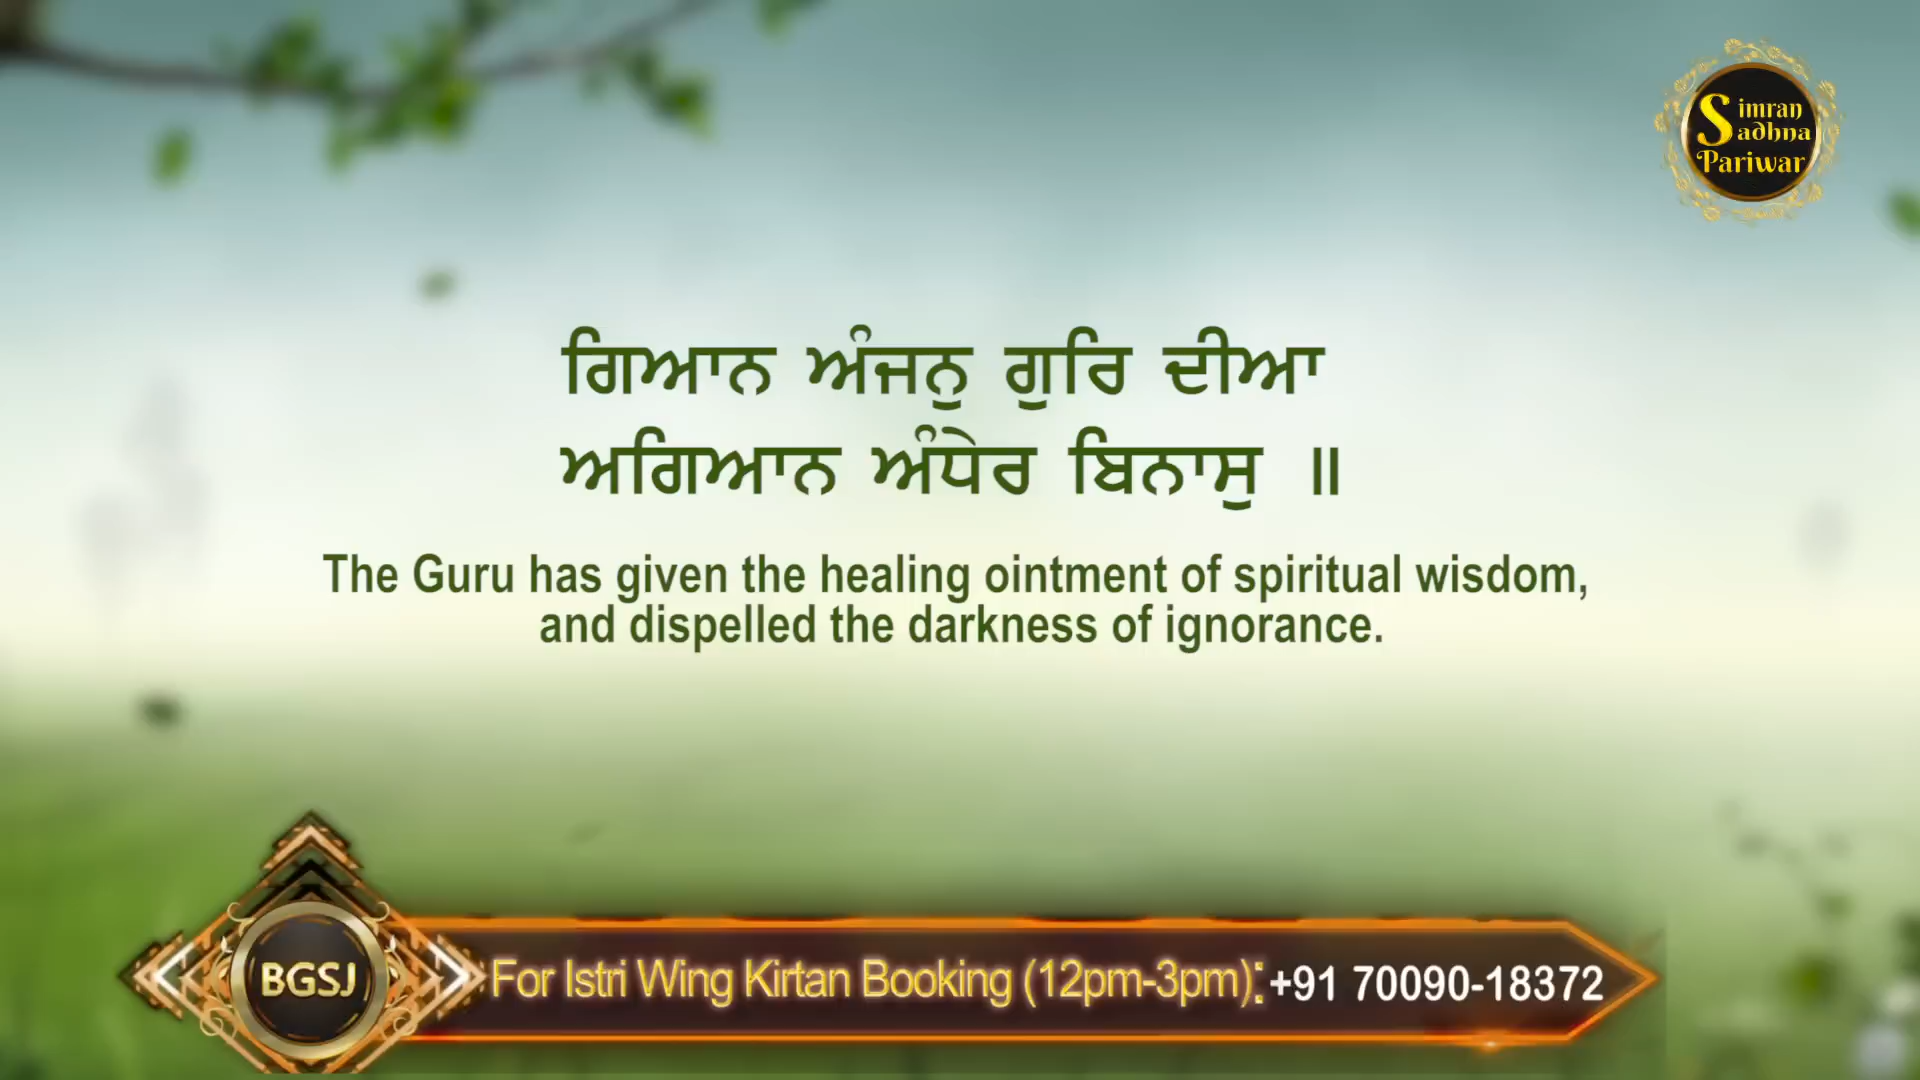 Simran
Sadhna
Pariwar
ਗਿਆਨ ਅੰਜਨੁ ਗੁਰਿ ਦੀਆ
ਅਗਿਆਨ ਅੰਧੇਰ ਬਿਨਾਸੁ ॥
The Guru has given the healing ointment of spiritual wisdom,
and dispelled the darkness of ignorance.
BGSJ
For Istri Wing Kirtan Booking (12pm-3pm): +91 70090-18372